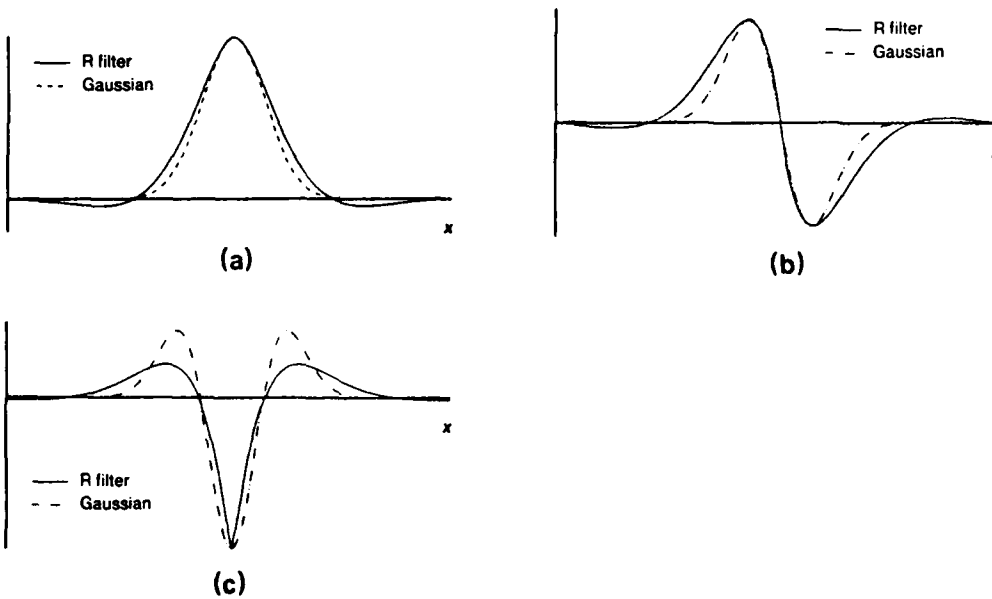 R filter
Gaussian
x
(a)
R filter
Gaussian
(b)
x
R filter
Gaussian
(c)